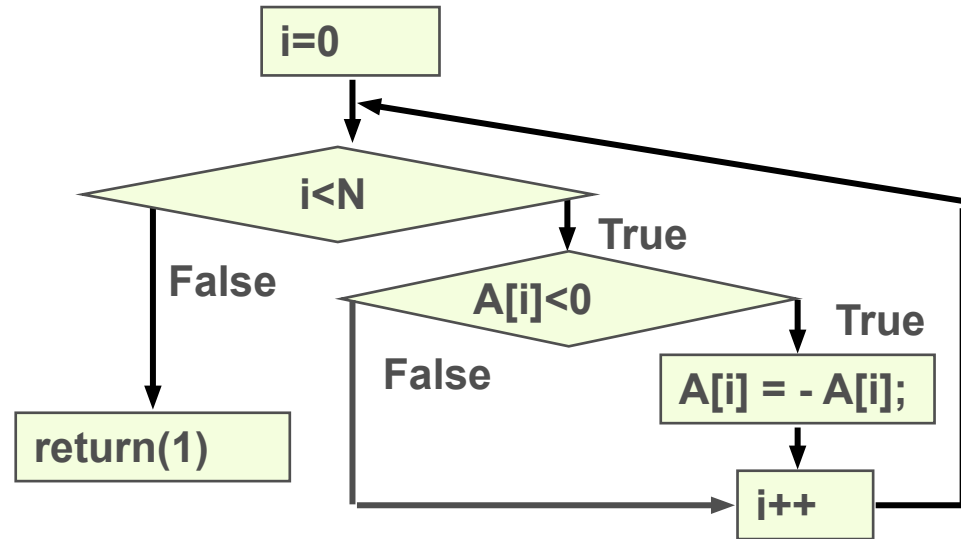 i=0
i<N
True
False
A[i]<0
True
False
A[i] = - A[i];
return(1)
i++